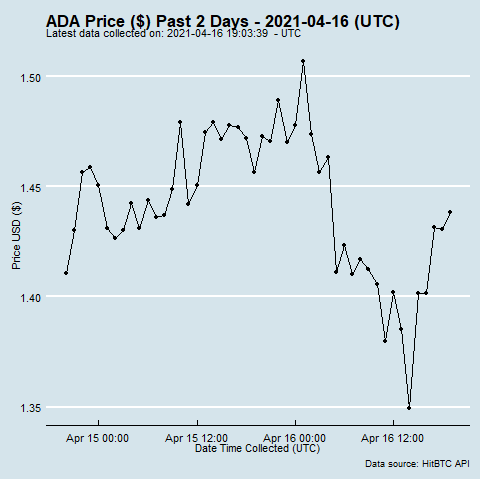 ADA Price ($) Past 2 Days - 2021-04-16 (UTC)
Latest data collected on: 2021-04-16 19:03:39  - UTC
1.50
1.45
1.40
1.35
Price USD ($)
Apr 15 00:00
Apr 15 12:00
Apr 16 00:00
Apr 16 12:00
Date Time Collected (UTC)
Data source: HitBTC API